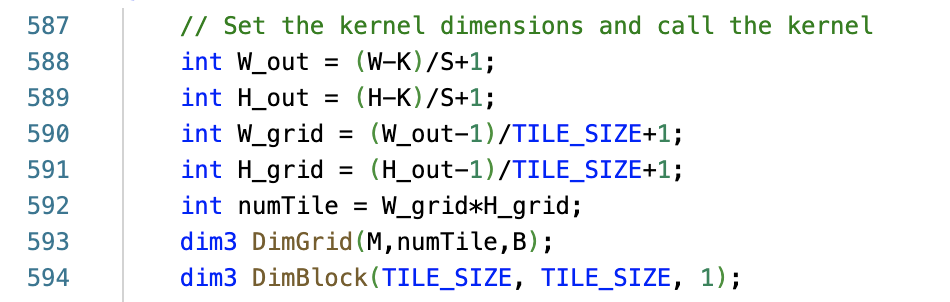 587 // Set the kernel dimensions and call the kernel
588 int W_out = (W-K)/S+1;
589 int H_out = (H-K)/S+1;
590 int W_grid = (W_out-1)/TILE_SIZE+1;
591 int H_grid = (H_out-1)/TILE_SIZE+1;
592 int numTile = W_grid*H_grid;
593 dim3 DimGrid(M,numTile,B);
594 dim3 DimBlock(TILE_SIZE, TILE_SIZE, 1);